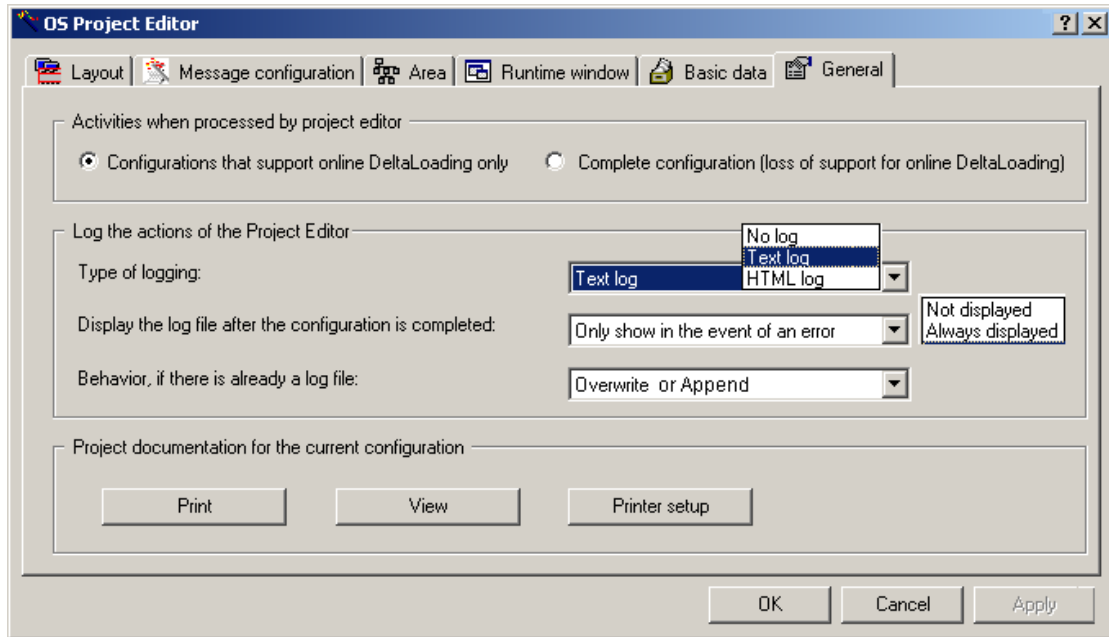 OS Project Editor
Layout Message configuration Area Runtime window Basic data General
Activities when processed by project editor
Configurations that support online DeltaLoading only Complete configuration (loss of support for online DeltaLoading)
Log the actions of the Project Editor
No log
Text log
HTML log
Type of logging: Text log
Not displayed
Always displayed
Display the log file after the configuration is completed: Only show in the event of an error
Behavior, if there is already a log file: Overwrite or Append
Project documentation for the current configuration
Print View Printer setup
OK Cancel Apply